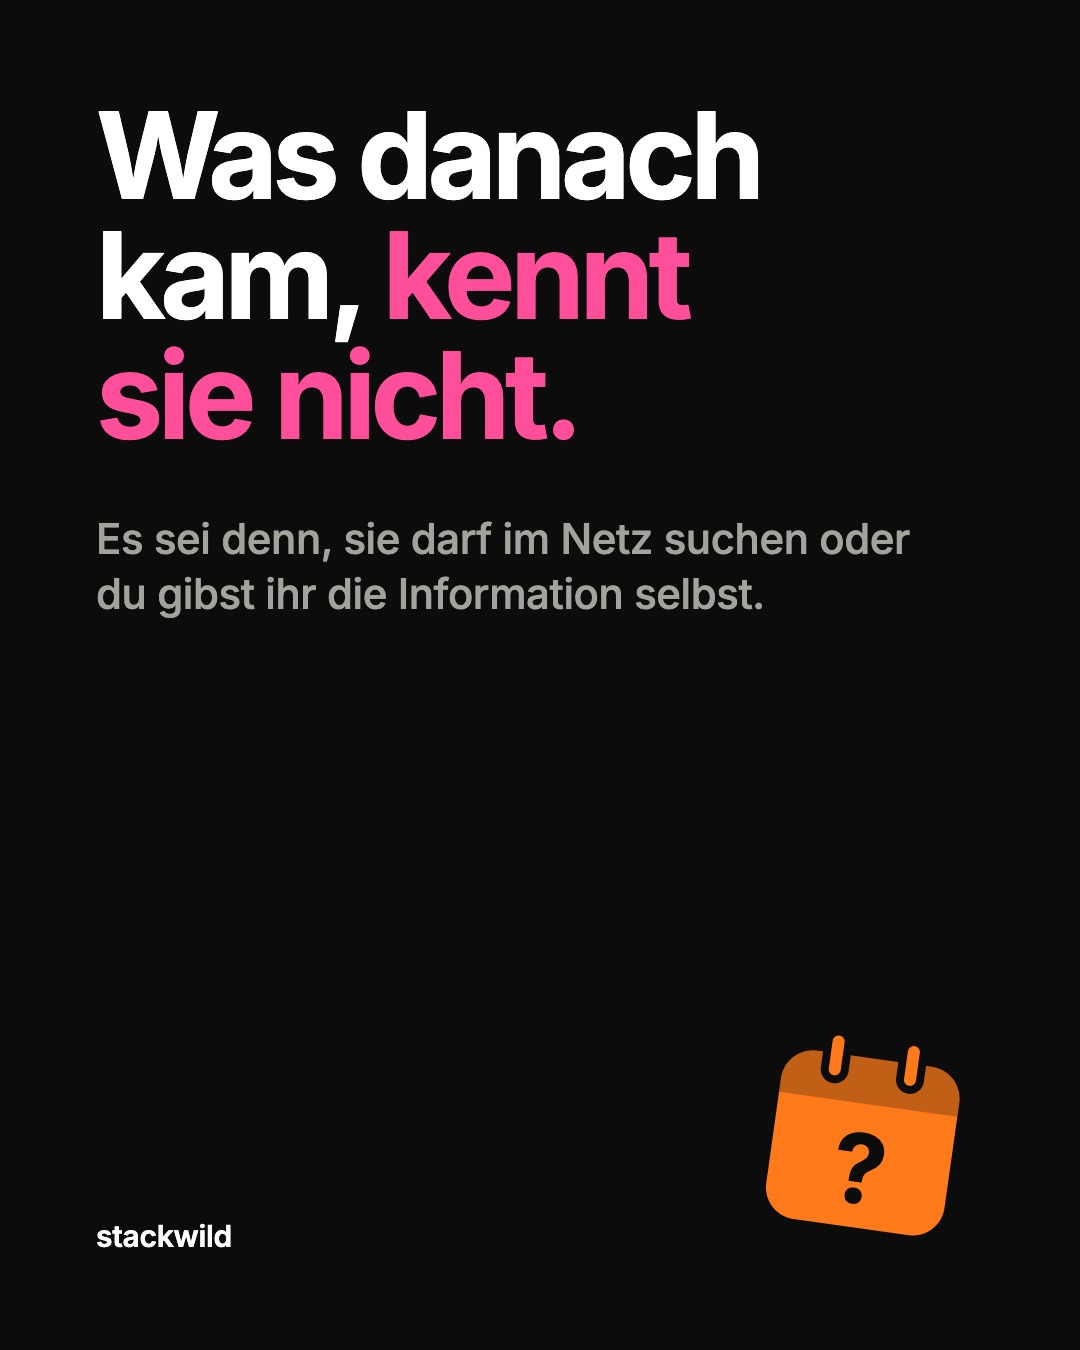 Was danach
kam, kennt
sie nicht.
Es sei denn, sie darf im Netz suchen oder
du gibst ihr die Information selbst.
?
stackwild